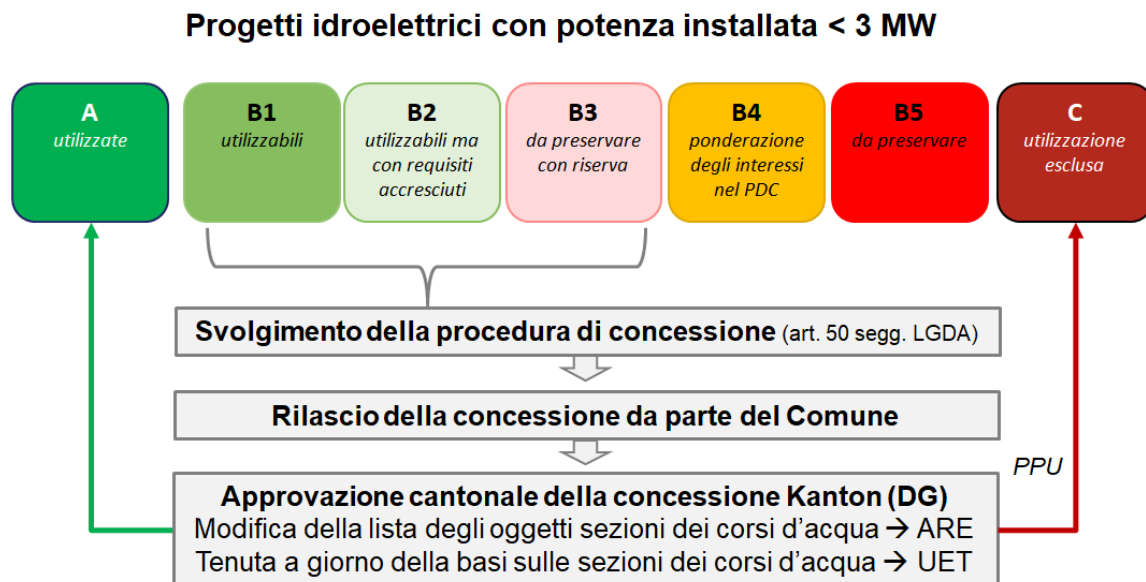 Progetti idroelettrici con potenza installata < 3 MW
A
utilizzate
B1
utilizzabili
B2
utilizzabili ma
con requisiti
accresciuti
B3
da preservare
con riserva
B4
ponderazione
degli interessi
nel PDC
B5
da preservare
C
utilizzazione
esclusa
Svolgimento della procedura di concessione (art. 50 segg. LGDA)
Rilascio della concessione da parte del Comune
PPU
Approvazione cantonale della concessione Kanton (DG)
Modifica della lista degli oggetti sezioni dei corsi d'acqua → ARE
Tenuta a giorno della basi sulle sezioni dei corsi d'acqua → UET